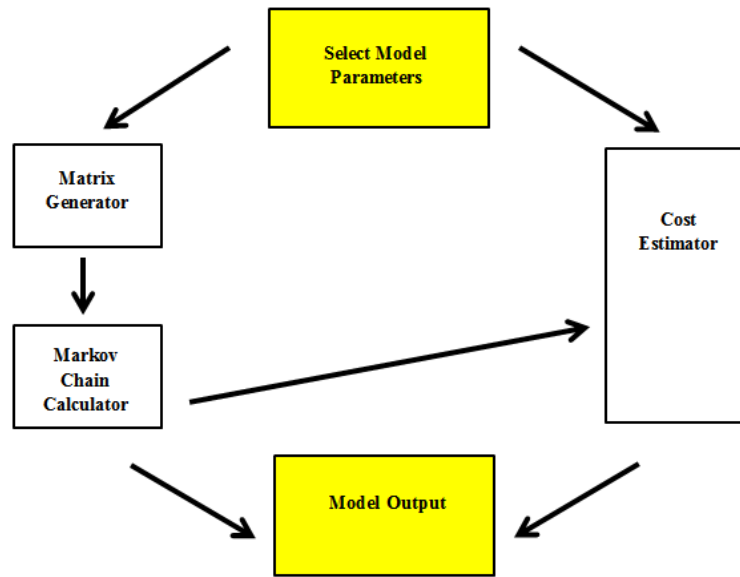 Select Model
Parameters
Matrix
Generator
Cost
Estimator
Markov
Chain
Calculator
Model Output